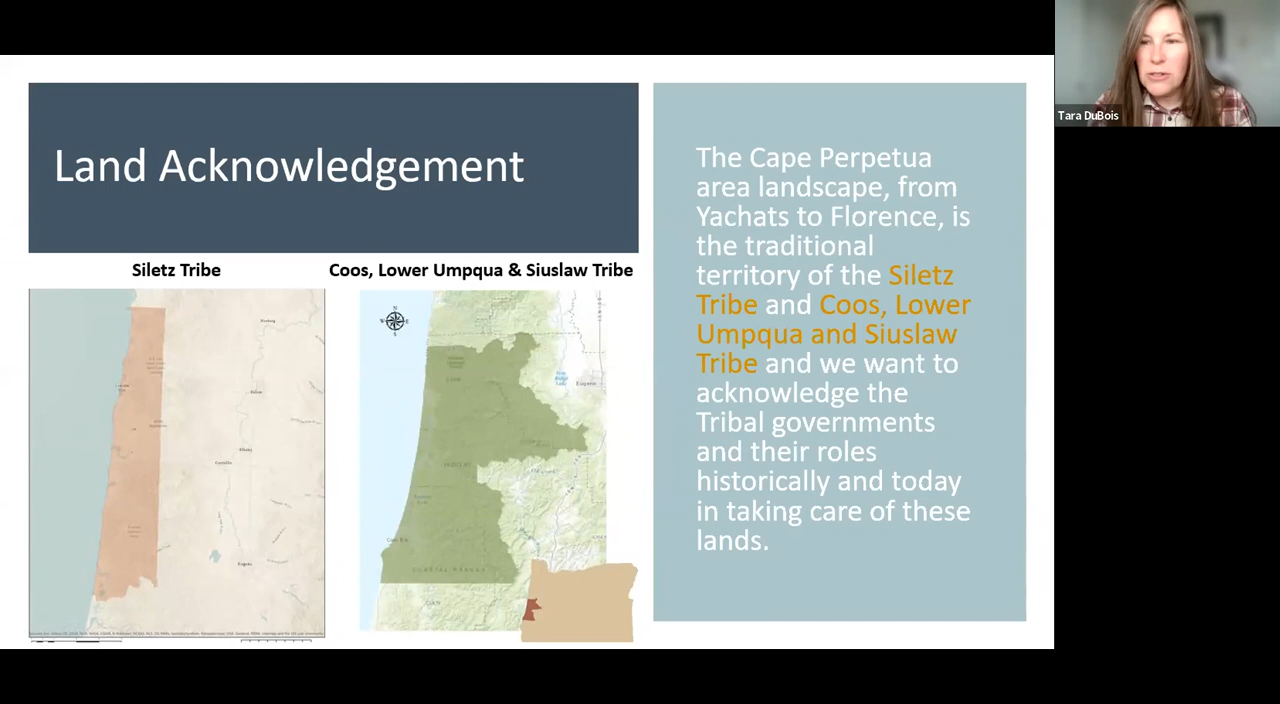 Land Acknowledgement
Siletz Tribe
Coos, Lower Umpqua & Siuslaw Tribe
N
W
E
S
Eugene
The Cape Perpetua
area landscape, from
Yachats to Florence, is
the traditional
territory of the Siletz
Tribe and Coos, Lower
Umpqua and Siuslaw
Tribe and we want to
acknowledge the
Tribal governments
and their roles
historically and today
in taking care of these
lands.
Tara DuBois